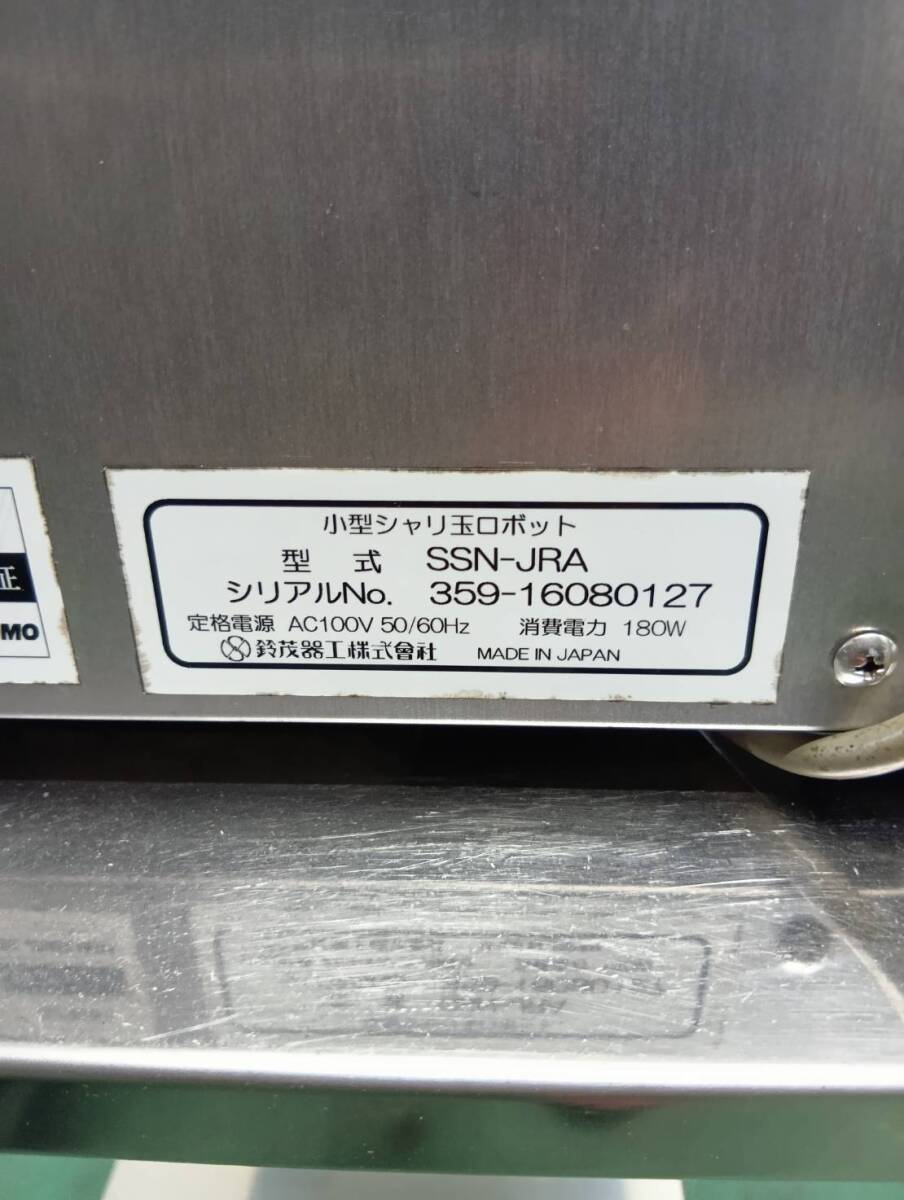 小型シャリ玉ロボット
型 式 SSN-JRA
シリアルNo. 359-16080127
定格電源 AC100V 50/60Hz 消費電力 180W
鈴茂器工株式會社 MADE IN JAPAN
正
MO